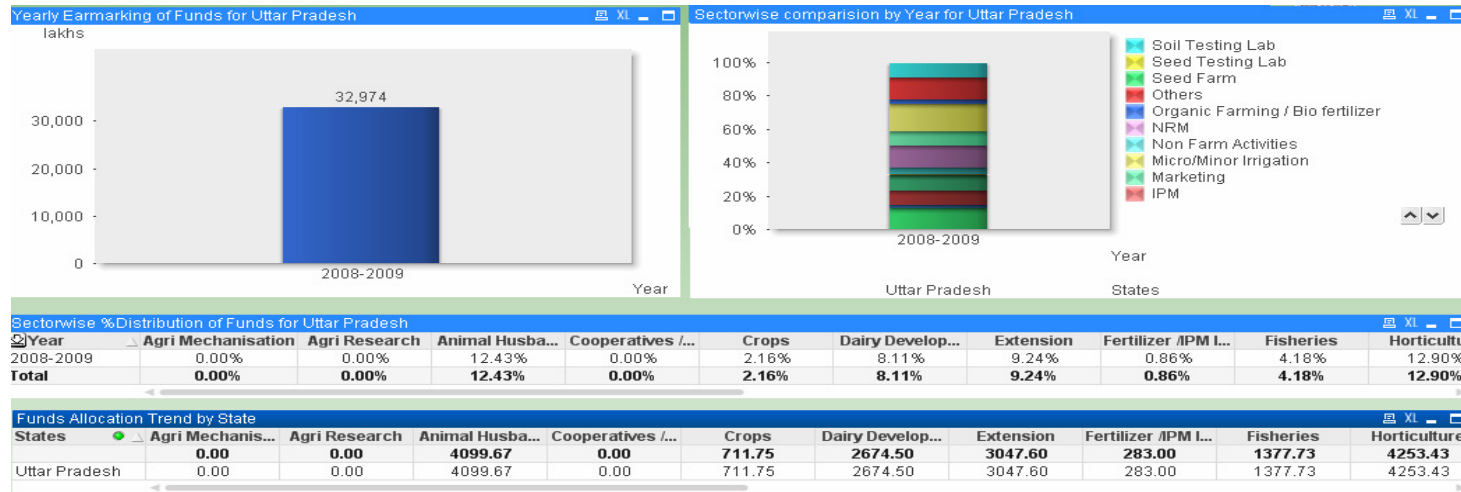 Yearly Earmarking of Funds for Uttar Pradesh XL
lakhs
32,974
30,000
20,000
10,000
0
2008-2009
Year
Sectorwise comparision by Year for Uttar Pradesh XL
100%
80%
60%
40%
20%
0%
2008-2009
Year
Uttar Pradesh States
Soil Testing Lab
Seed Testing Lab
Seed Farm
Others
Organic Farming / Bio fertilizer
NRM
Non Farm Activities
Micro/Minor Irrigation
Marketing
IPM
Sectorwise %Distribution of Funds for Uttar Pradesh XL
Year Agri Mechanisation Agri Research Animal Husba... Cooperatives /... Crops Dairy Develop... Extension Fertilizer /IPM I... Fisheries Horticultu
2008-2009 0.00% 0.00% 12.43% 0.00% 2.16% 8.11% 9.24% 0.86% 4.18% 12.90%
Total 0.00% 0.00% 12.43% 0.00% 2.16% 8.11% 9.24% 0.86% 4.18% 12.90%
Funds Allocation Trend by State XL
States Agri Mechanis... Agri Research Animal Husba... Cooperatives /... Crops Dairy Develop... Extension Fertilizer /IPM I... Fisheries Horticulture
0.00 0.00 4099.67 0.00 711.75 2674.50 3047.60 283.00 1377.73 4253.43
Uttar Pradesh 0.00 0.00 4099.67 0.00 711.75 2674.50 3047.60 283.00 1377.73 4253.43